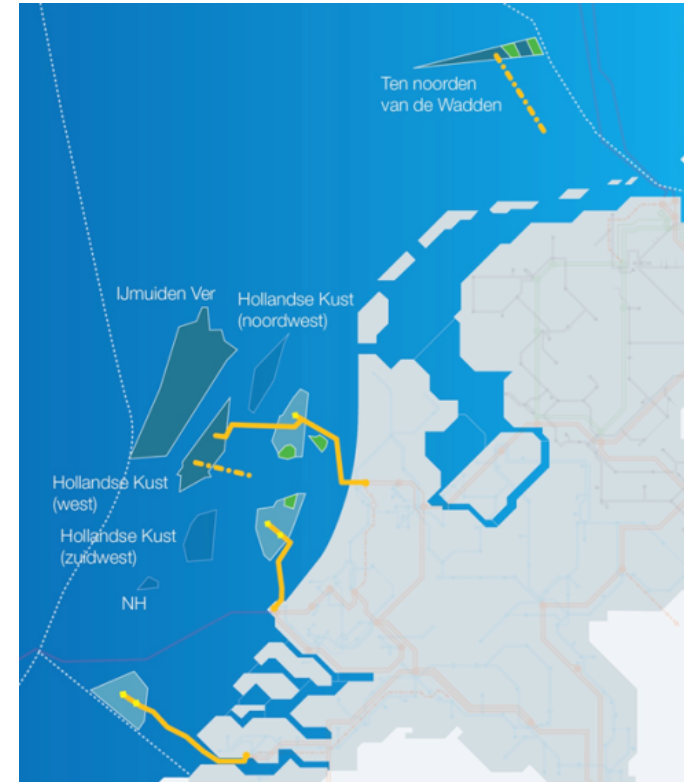 Ten noorden
van de Wadden
IJmuiden Ver
Hollandse Kust
(noordwest)
Hollandse Kust
(west)
Hollandse Kust
(zuidwest)
NH